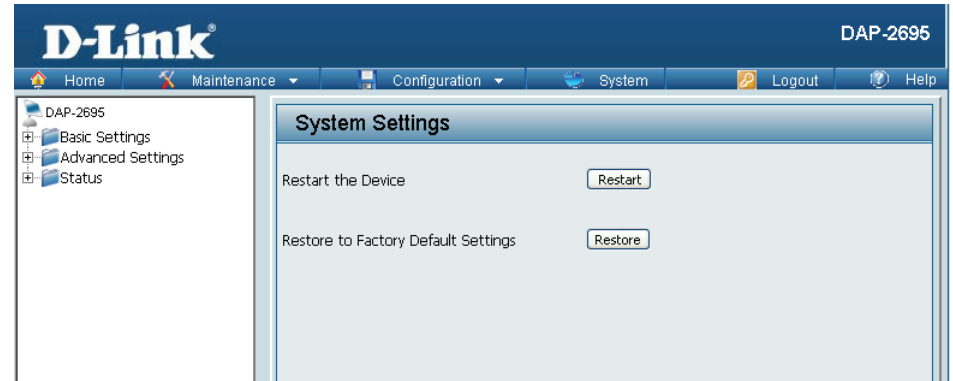 D-Link®
DAP-2695
Home Maintenance Configuration System Logout Help
DAP-2695
Basic Settings
Advanced Settings
Status
System Settings
Restart the Device Restart
Restore to Factory Default Settings Restore